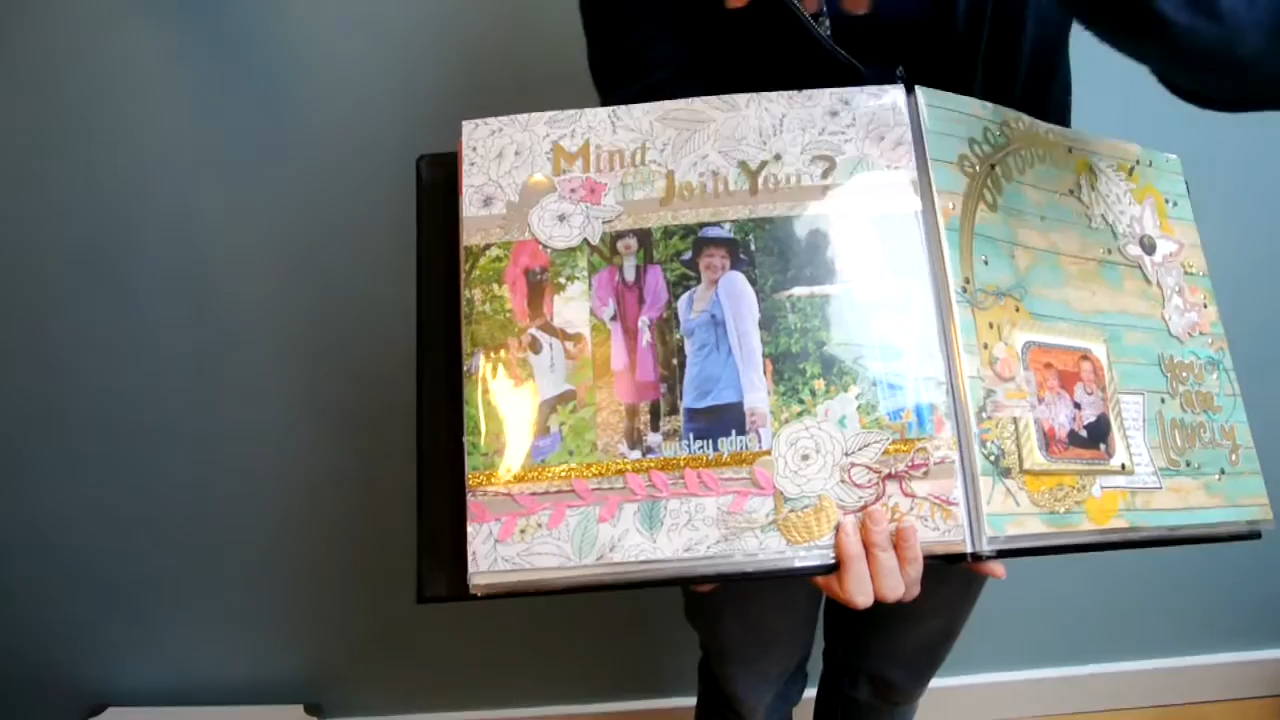 Mind
Join You?
wisley gdns
you
are
lovely